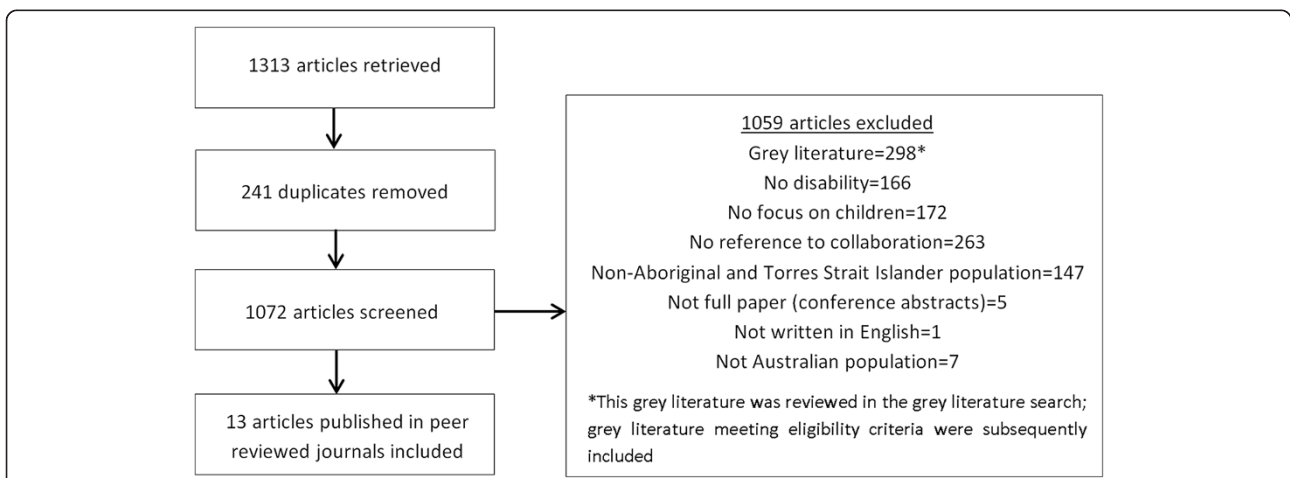 1313 articles retrieved
241 duplicates removed
1072 articles screened
13 articles published in peer
reviewed journals included
1059 articles excluded
Grey literature=298*
No disability=166
No focus on children=172
No reference to collaboration=263
Non-Aboriginal and Torres Strait Islander population=147
Not full paper (conference abstracts)=5
Not written in English=1
Not Australian population=7
*This grey literature was reviewed in the grey literature search;
grey literature meeting eligibility criteria were subsequently
included